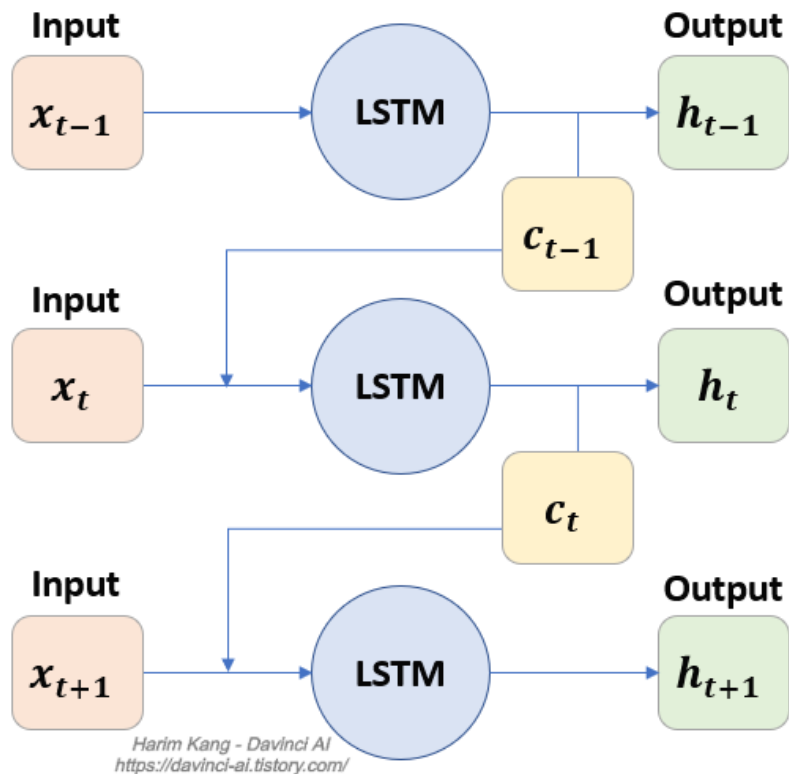 Input Output
x_{t-1} LSTM h_{t-1}
c_{t-1}
Input Output
x_t LSTM h_t
c_t
Input Output
x_{t+1} LSTM h_{t+1}
Harim Kang - Davinci AI
https://davinci-ai.tistory.com/